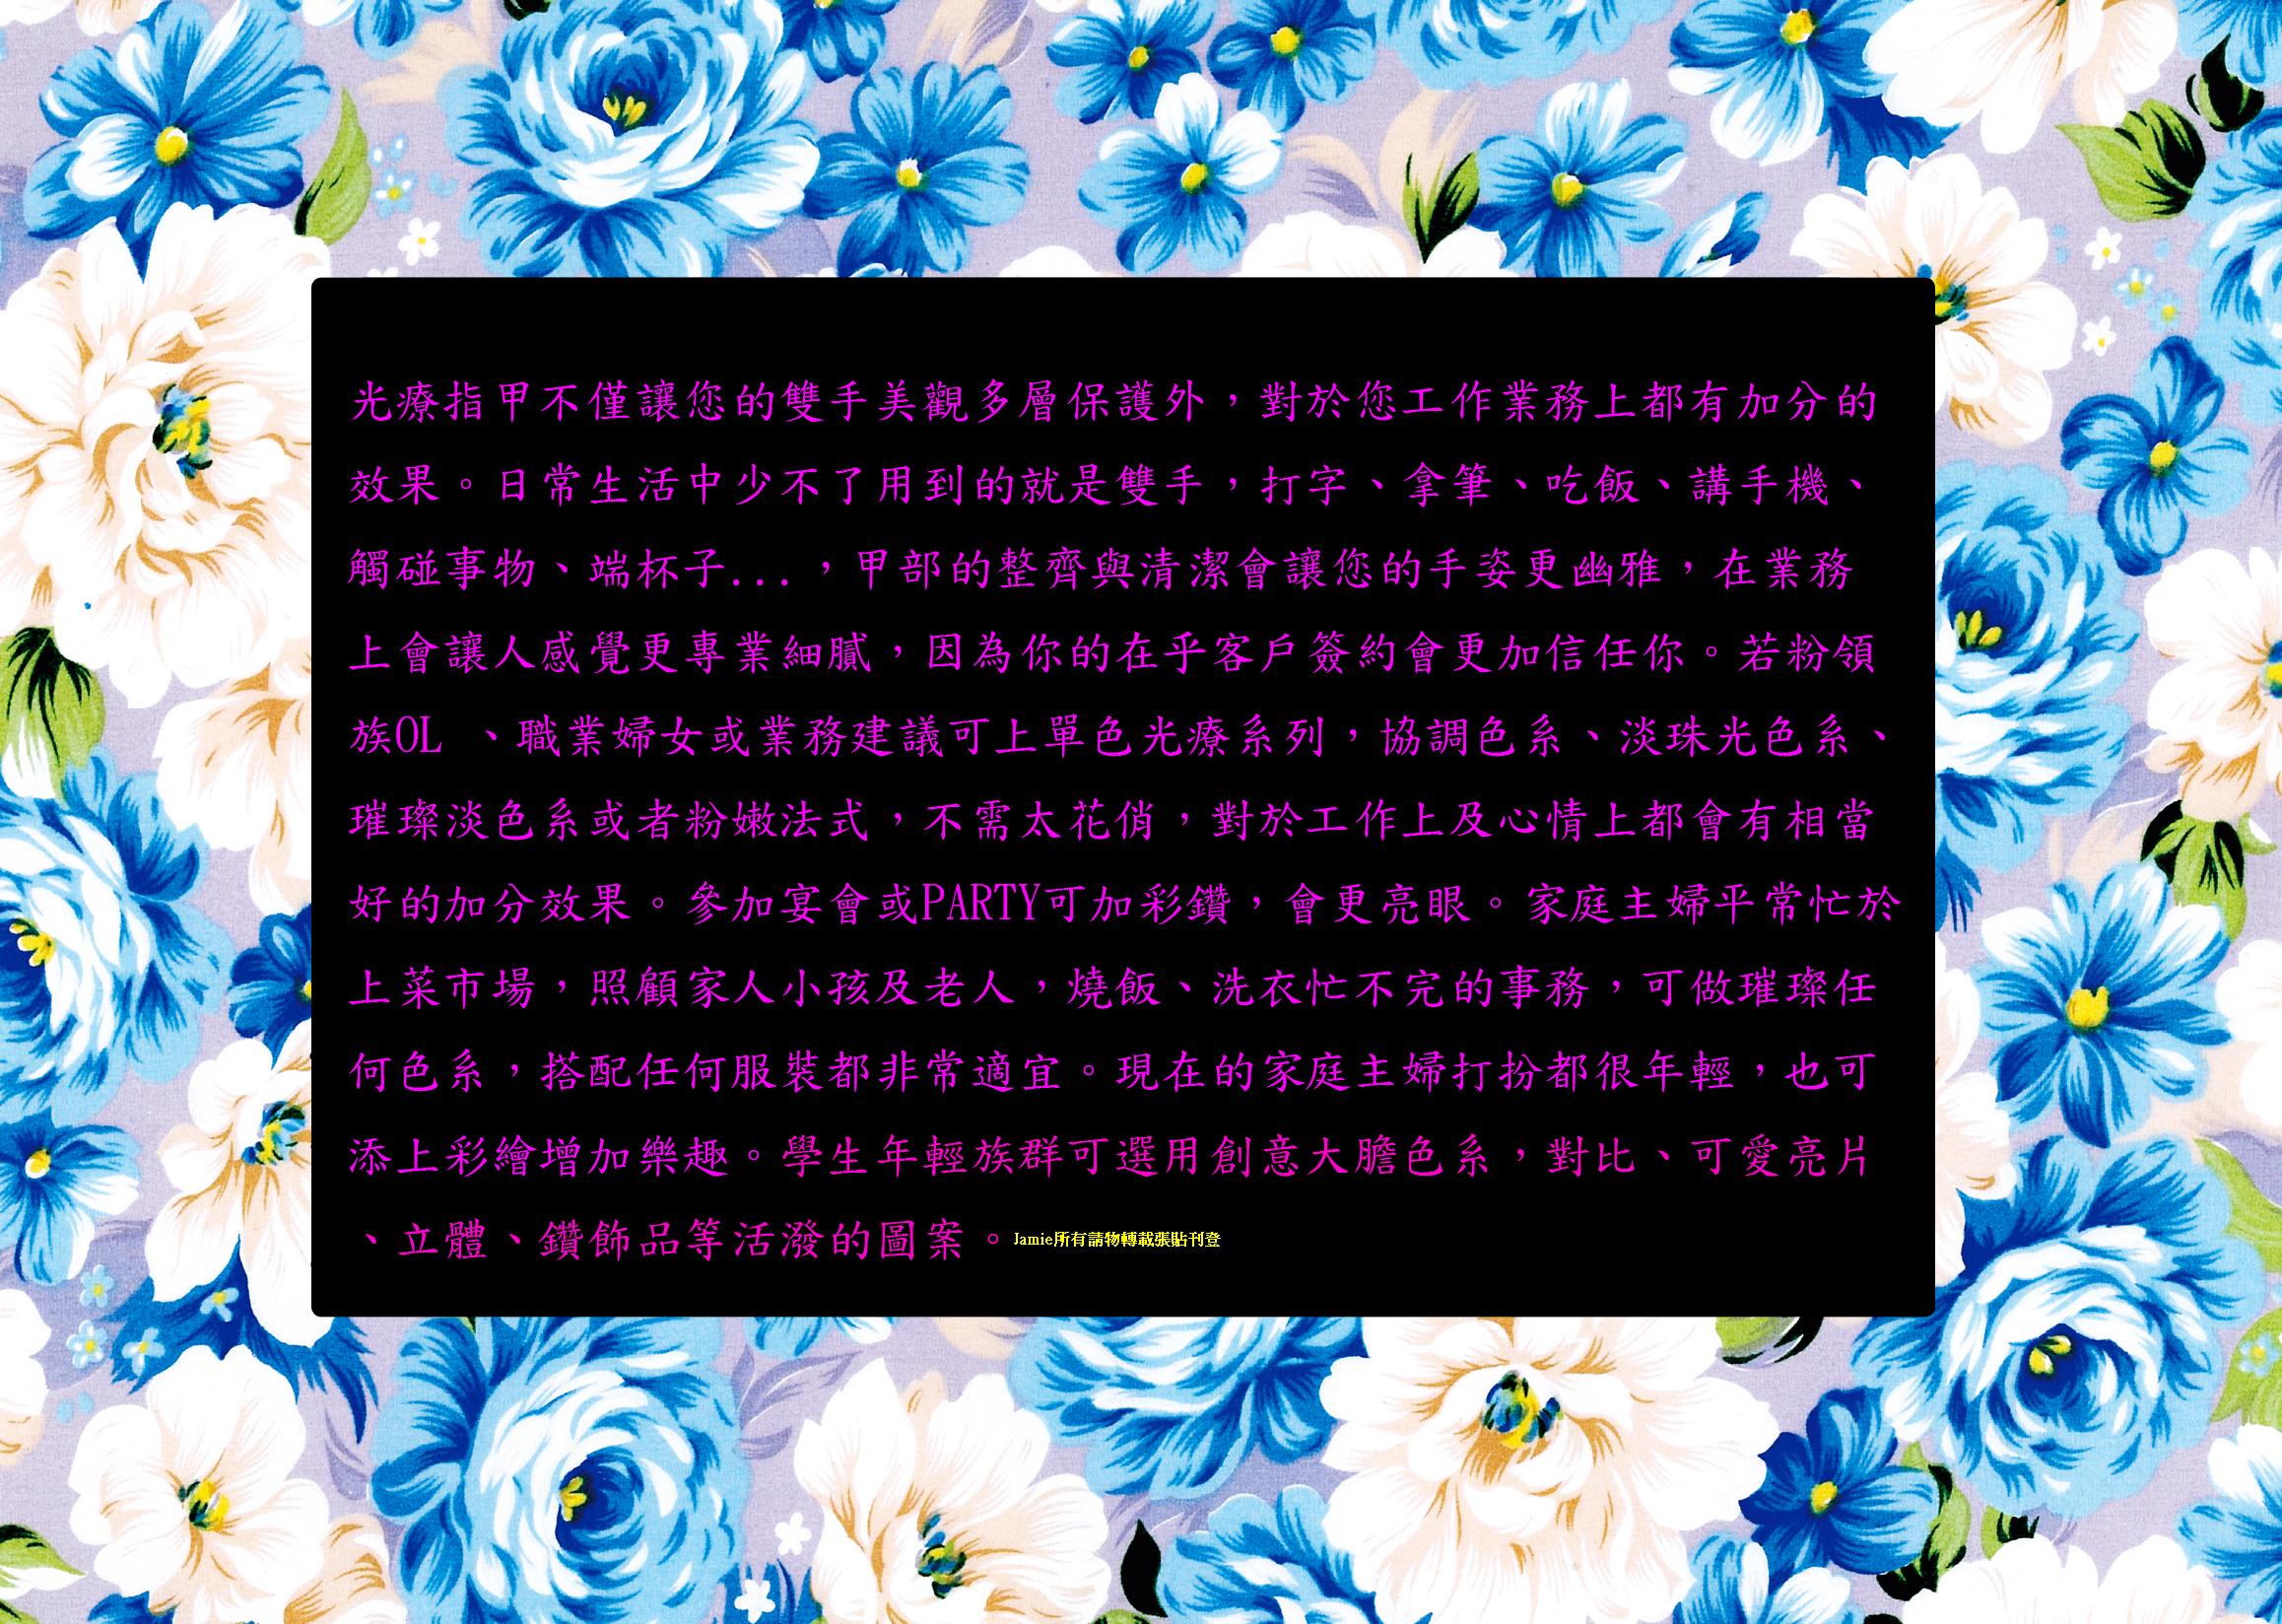 光療指甲不僅讓您的雙手美觀多層保護外，對於您工作業務上都有加分的
效果。日常生活中少不了用到的就是雙手，打字、拿筆、吃飯、講手機、
觸碰事物、端杯子...，甲部的整齊與清潔會讓您的手姿更幽雅，在業務
上會讓人感覺更專業細膩，因為你的在乎客戶簽約會更加信任你。若粉領
族OL 、職業婦女或業務建議可上單色光療系列，協調色系、淡珠光色系、
璀璨淡色系或者粉嫩法式，不需太花俏，對於工作上及心情上都會有相當
好的加分效果。參加宴會或PARTY可加彩鑽，會更亮眼。家庭主婦平常忙於
上菜市場，照顧家人小孩及老人，燒飯、洗衣忙不完的事務，可做璀璨任
何色系，搭配任何服裝都非常適宜。現在的家庭主婦打扮都很年輕，也可
添上彩繪增加樂趣。學生年輕族群可選用創意大膽色系，對比、可愛亮片
、立體、鑽飾品等活潑的圖案。Jamie所有請物轉載張貼刊登